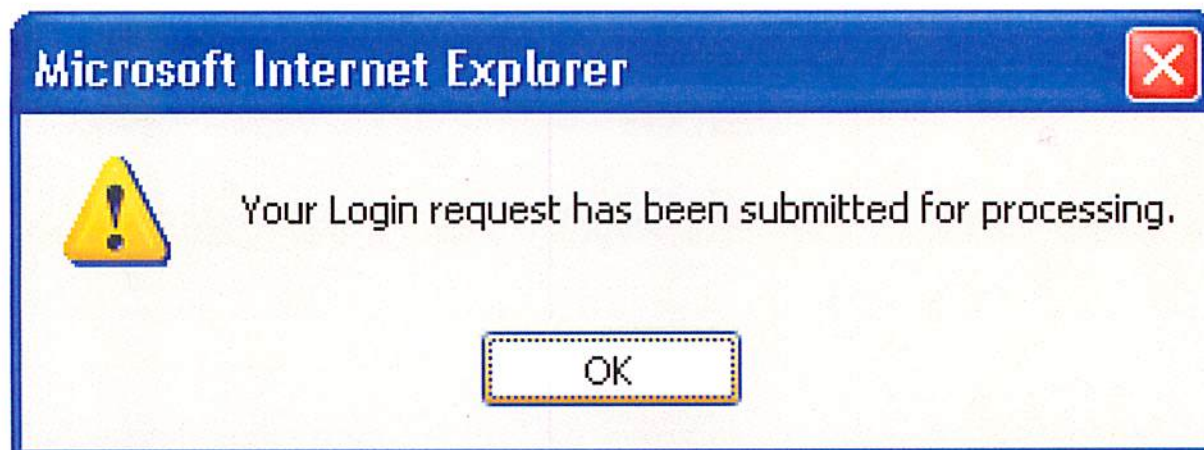 Microsoft Internet Explorer
Your Login request has been submitted for processing.
OK